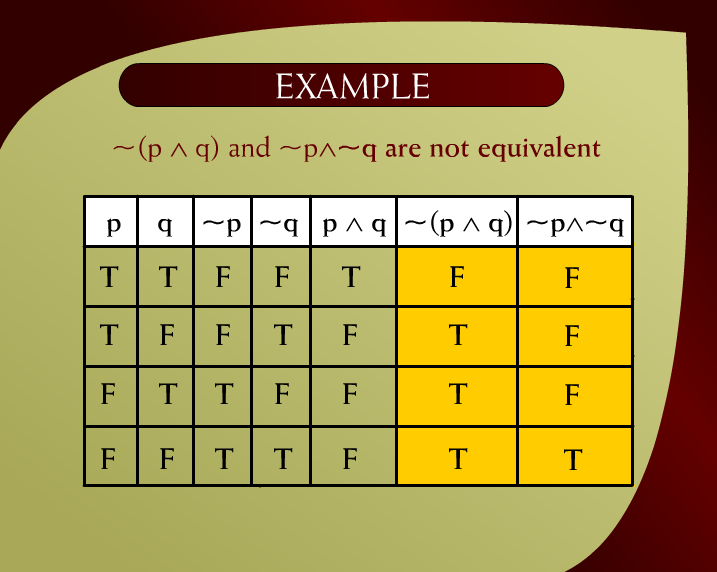 EXAMPLE
~(p ∧ q) and ~p∧~q are not equivalent
p q ~p ~q p ∧ q ~(p ∧ q) ~p∧~q
T T F F T F F
T F F T F T F
F T T F F T F
F F T T F T T